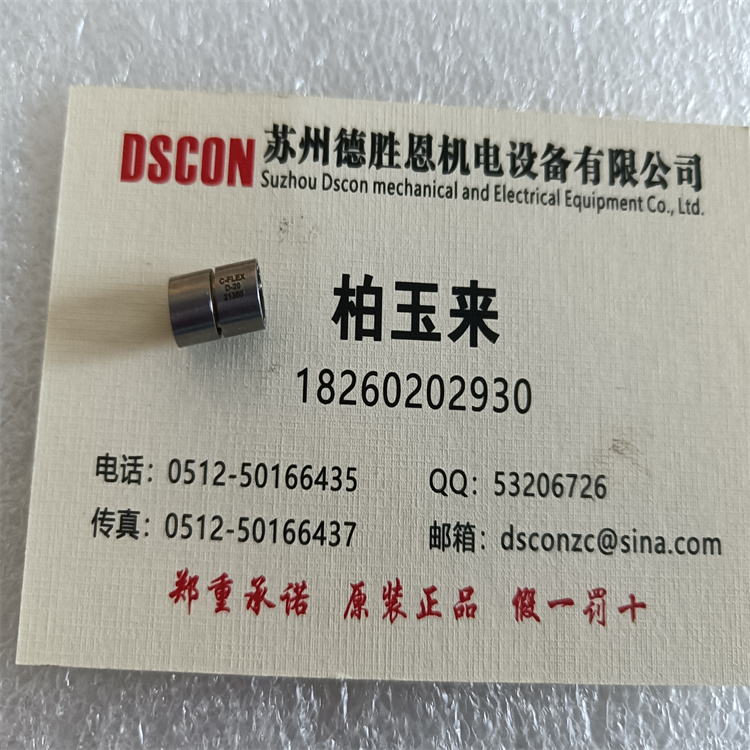 DSCON 苏州德胜恩机电设备有限公司
Suzhou Dscon mechanical and Electrical Equipment Co., Ltd.
C-FLEX
D-20
21360
柏玉来
18260202930
电话：0512-50166435 QQ：53206726
传真：0512-50166437 邮箱：dsconzc@sina.com
郑重承诺 原装正品 假一罚十